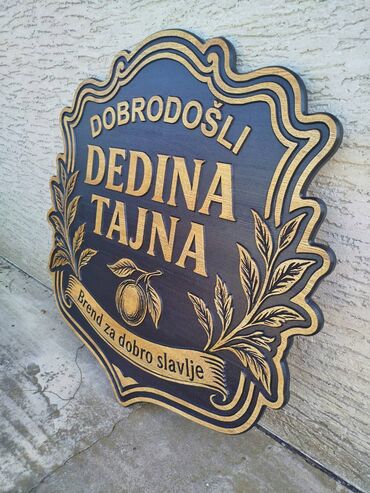 DOBRODOŠLI
DEDINA
TAJNA
Brend za dobro slavlje